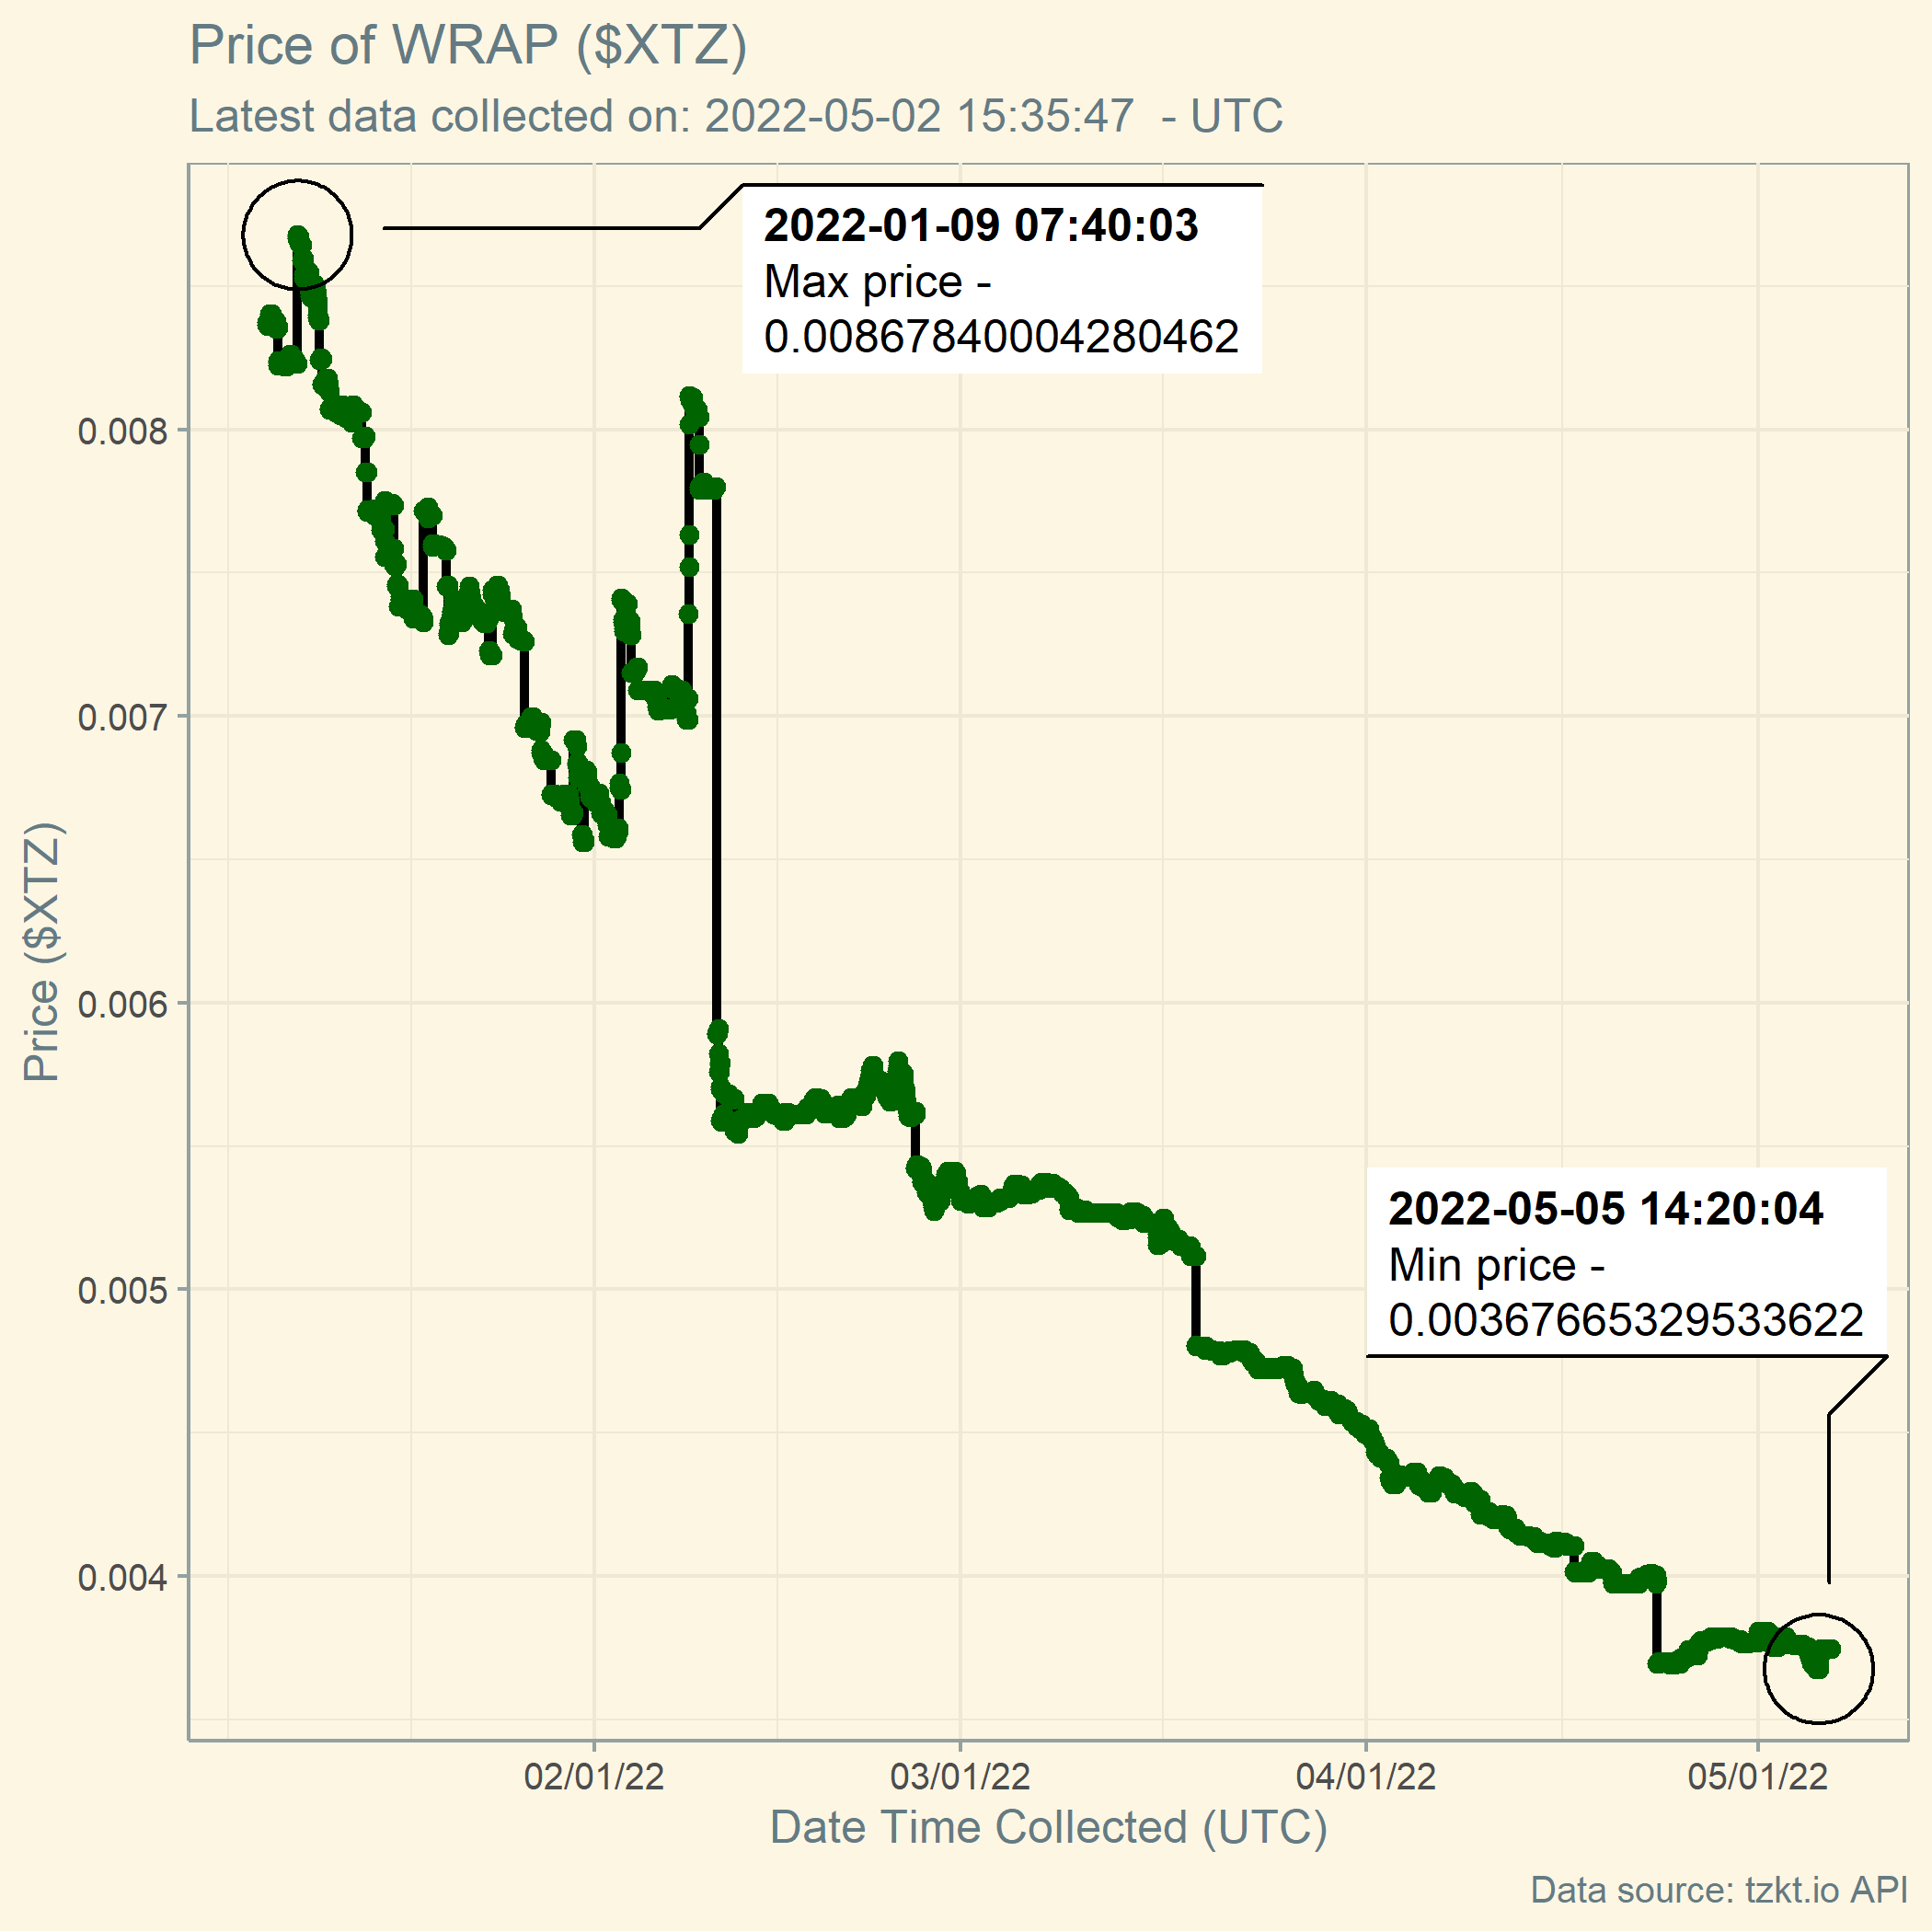 Price of WRAP ($XTZ)
Latest data collected on: 2022-05-02 15:35:47  - UTC
2022-01-09 07:40:03
Max price -
0.00867840004280462
0.008
0.007
0.006
0.005
0.004
Price ($XTZ)
2022-05-05 14:20:04
Min price -
0.00367665329533622
02/01/22
03/01/22
04/01/22
05/01/22
Date Time Collected (UTC)
Data source: tzkt.io API